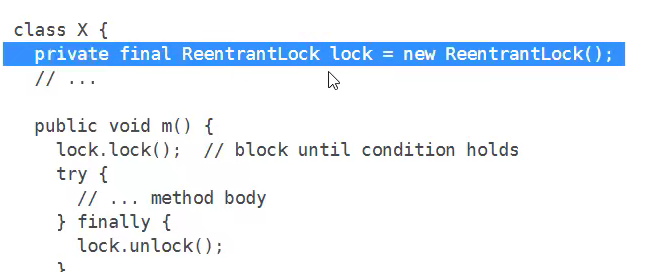 class X {
  private final ReentrantLock lock = new ReentrantLock();
  // ...

  public void m() {
    lock.lock();  // block until condition holds
    try {
      // ... method body
    } finally {
      lock.unlock();
    }